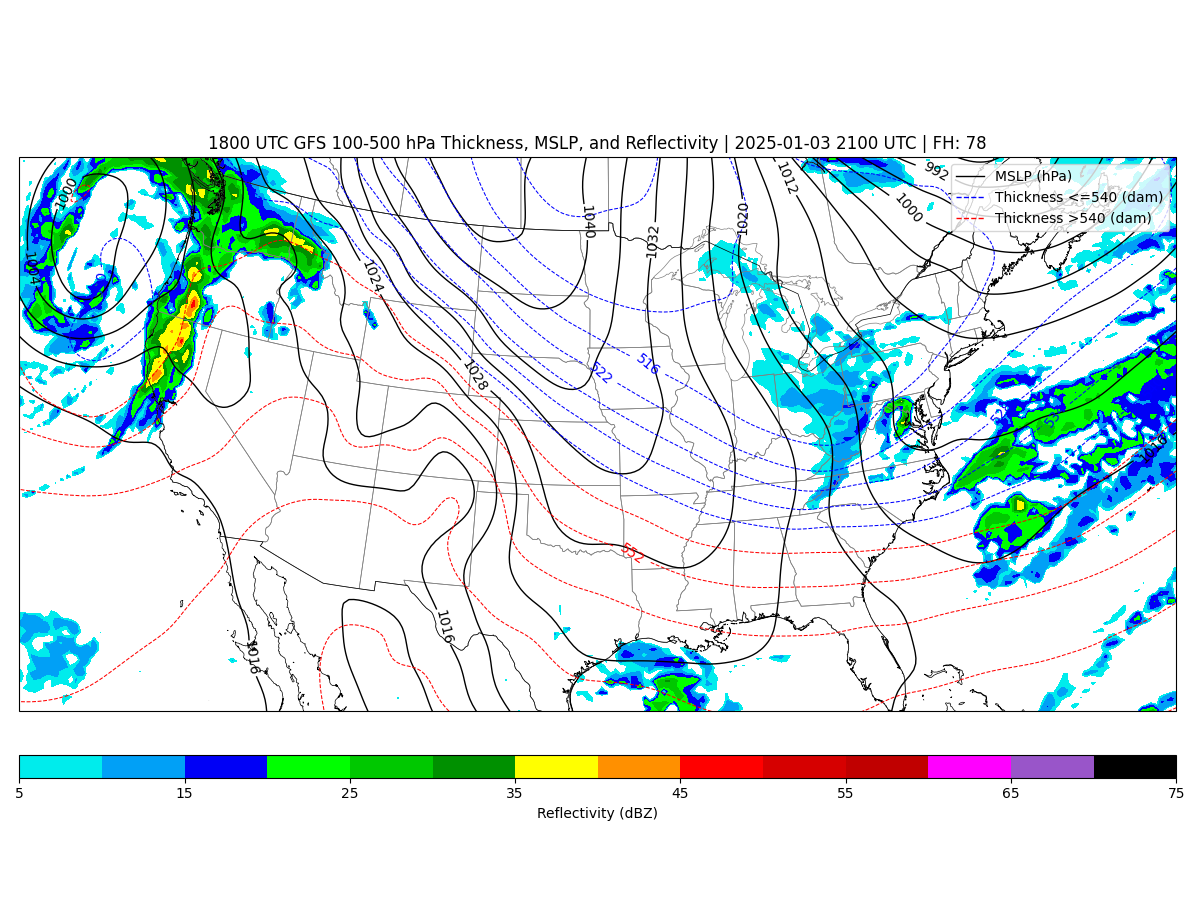 1800 UTC GFS 100-500 hPa Thickness, MSLP, and Reflectivity | 2025-01-03 2100 UTC | FH: 78
MSLP (hPa)
Thickness <=540 (dam)
Thickness >540 (dam)
992
1000
1012
1020
1000
1040
1032
1024
1028
516
522
552
1016
1016
5 15 25 35 45 55 65 75
Reflectivity (dBZ)